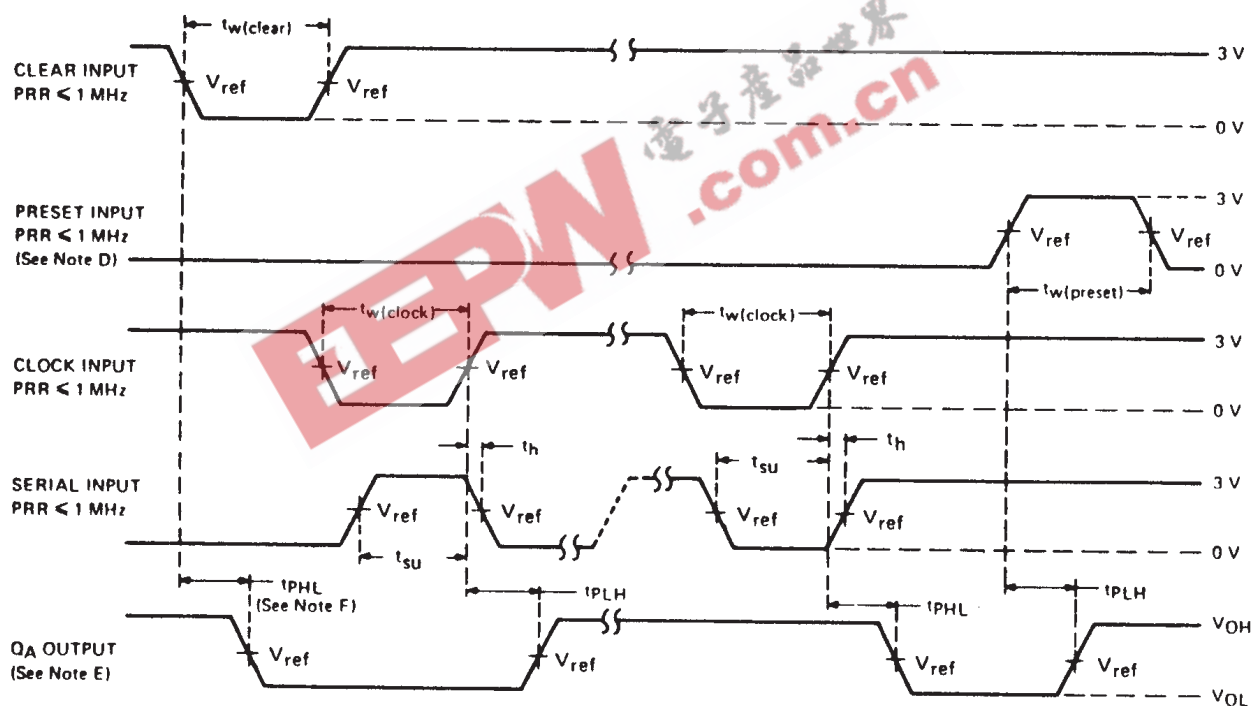 tw(clear)
CLEAR INPUT
PRR ≤ 1 MHz
Vref
Vref
3 V
0 V
電子產品世界
.com.cn
EEPW
PRESET INPUT
PRR ≤ 1 MHz
(See Note D)
Vref
Vref
3 V
0 V
tw(preset)
tw(clock)
tw(clock)
CLOCK INPUT
PRR ≤ 1 MHz
Vref
Vref
Vref
Vref
3 V
0 V
th
tsu
th
SERIAL INPUT
PRR ≤ 1 MHz
Vref
Vref
Vref
Vref
3 V
0 V
tsu
tPHL
(See Note F)
tPLH
tPHL
tPLH
QA OUTPUT
(See Note E)
Vref
Vref
Vref
Vref
VOH
VOL